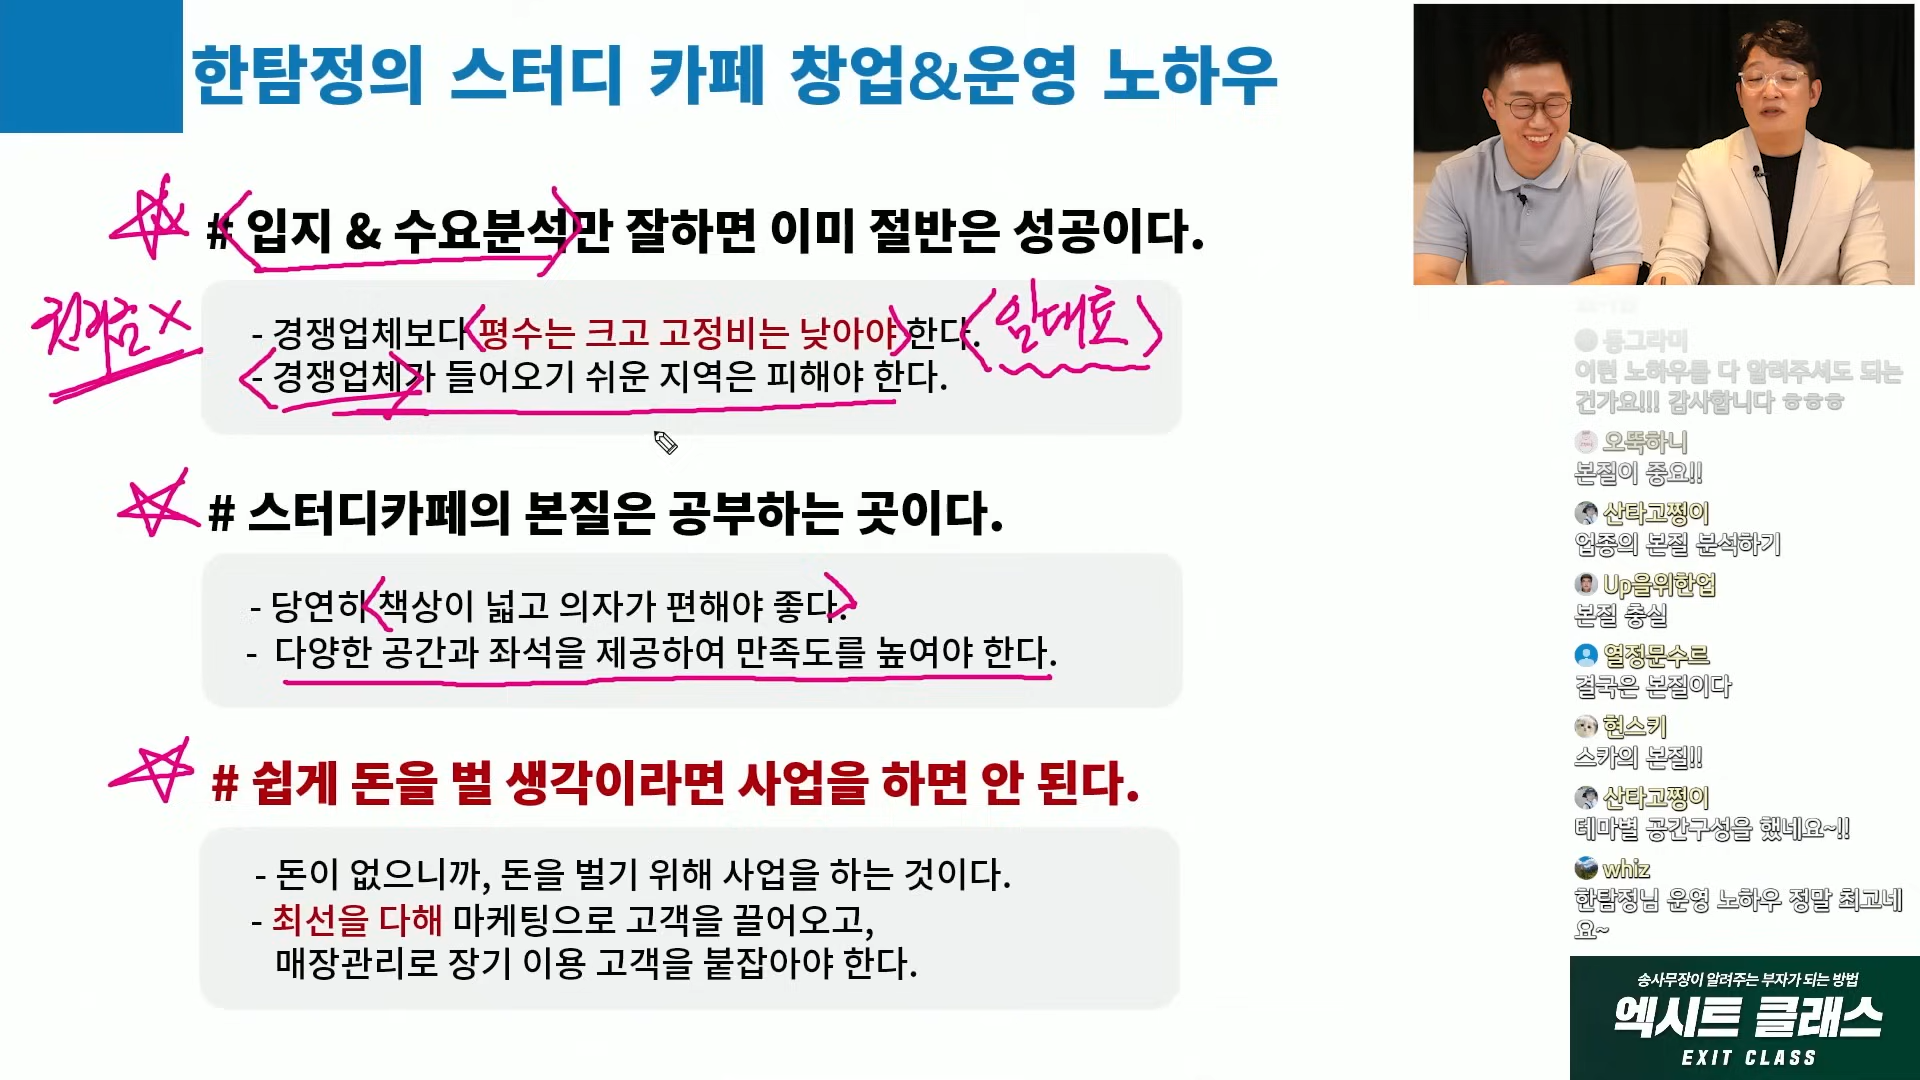 한탐정의 스터디 카페 창업&운영 노하우
# 입지 & 수요분석만 잘하면 이미 절반은 성공이다.
권리금 X
- 경쟁업체보다 평수는 크고 고정비는 낮아야 한다.
임대료
- 경쟁업체가 들어오기 쉬운 지역은 피해야 한다.
# 스터디카페의 본질은 공부하는 곳이다.
- 당연히 책상이 넓고 의자가 편해야 좋다.
- 다양한 공간과 좌석을 제공하여 만족도를 높여야 한다.
# 쉽게 돈을 벌 생각이라면 사업을 하면 안 된다.
- 돈이 없으니까, 돈을 벌기 위해 사업을 하는 것이다.
- 최선을 다해 마케팅으로 고객을 끌어오고,
매장관리로 장기 이용 고객을 붙잡아야 한다.
동그라미
이런 노하우를 다 알려주셔도 되는
건가요!!! 감사합니다 ㅎㅎㅎ
오뚝하니
본질이 중요!!
산타고쩡이
업종의 본질 분석하기
Up을위한업
본질 충실
열정문수르
결국은 본질이다
현스키
스카의 본질!!
산타고쩡이
테마별 공간구성을 했네요~!!
whiz
한탐정님 운영 노하우 정말 최고네
요~
송사무장이 알려주는 부자가 되는 방법
엑시트 클래스
EXIT CLASS